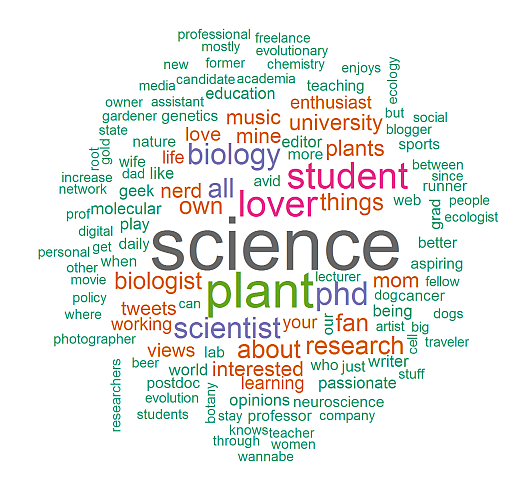 professional
freelance
mostly
evolutionary
new
former
chemistry
enjoys
ecology
media
candidate
academia
teaching
education
owner
assistant
enthusiast
gardener
genetics
music
university
but
social
state
gold
root
nature
love
mine
editor
blogger
sports
wife
life
biology
more
plants
between
increase
dad
like
student
since
network
geek
nerd
all
avid
runner
prof
molecular
own
lover
things
web
grad
people
ecologist
digital
play
science
better
personal
get
daily
other
when
aspiring
movie
biologist
plant
lecturer
phd
mom
fellow
policy
tweets
can
dog
cancer
where
working
scientist
your
our
fan
being
artist
big
dogs
photographer
views
lab
about
research
cell
traveler
researchers
beer
world
interested
who
just
writer
stuff
postdoc
learning
passionate
evolution
botany
opinions
neuroscience
students
stay
professor
company
knows
teacher
through
women
wannabe